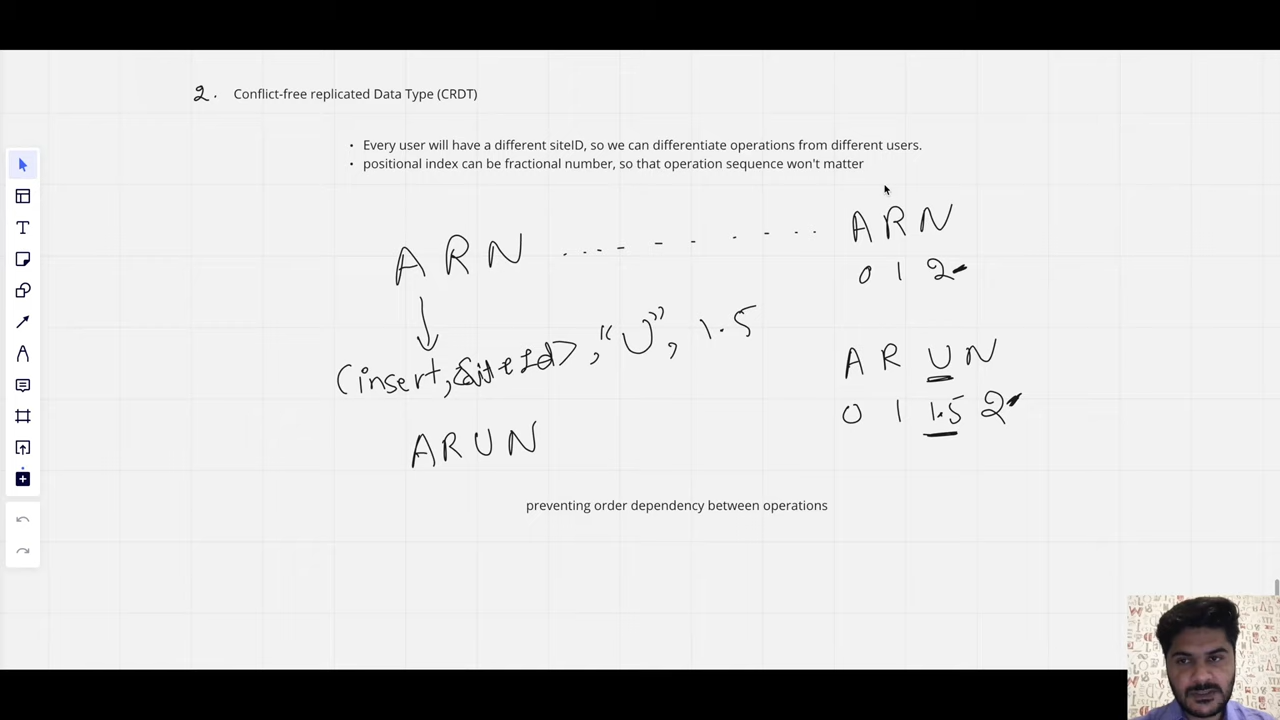 2. Conflict-free replicated Data Type (CRDT)
• Every user will have a different siteID, so we can differentiate operations from different users.
• positional index can be fractional number, so that operation sequence won't matter
A R N .... - - - - .. A R N
0 1 2
(insert, <SiteId>, "U", 1.5
A R U N
0 1 1.5 2
ARUN
preventing order dependency between operations